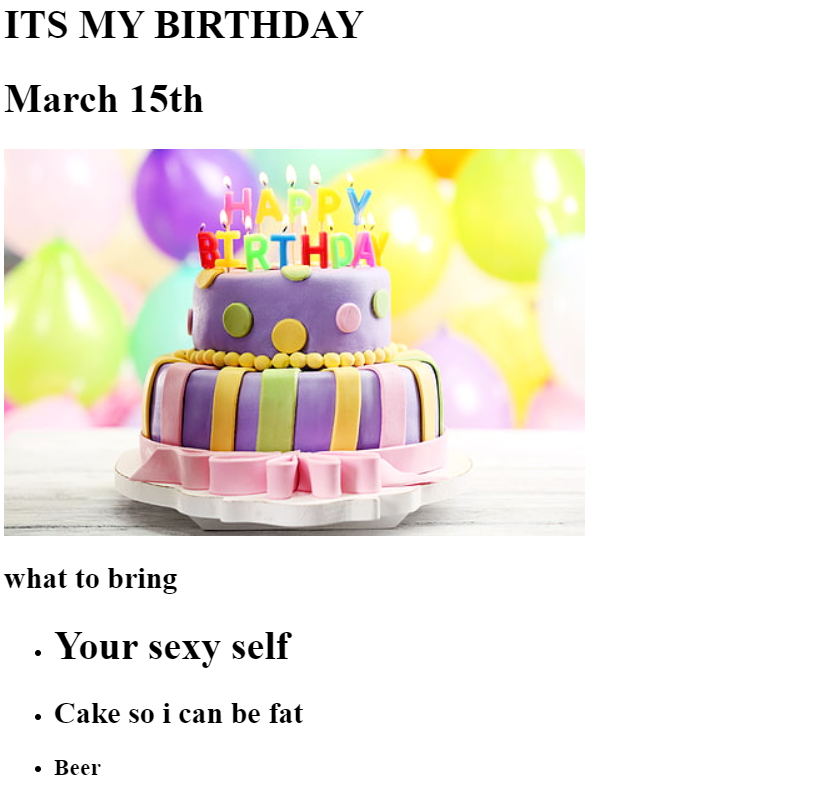 ITS MY BIRTHDAY
March 15th
HAPPY
BIRTHDAY
what to bring
Your sexy self
Cake so i can be fat
Beer